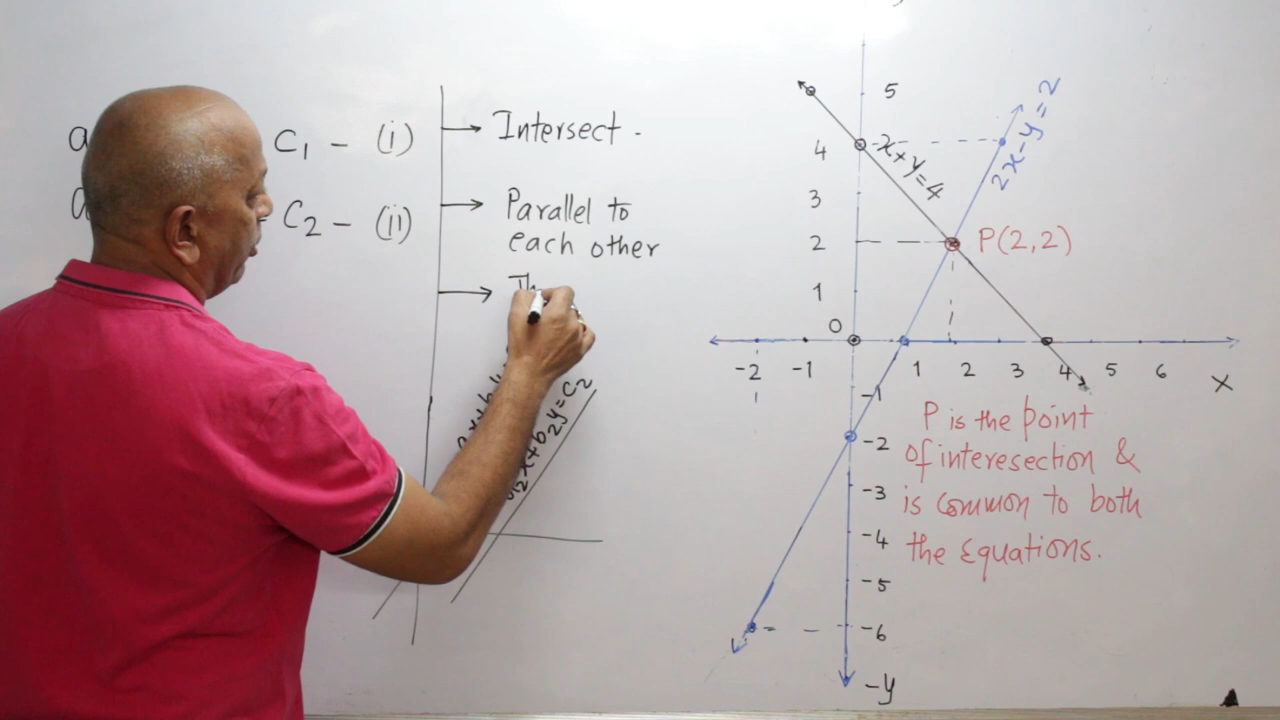 a
C1 - (i)
C2 - (ii)
Intersect.
Parallel to
each other
Th
a2x+b2y=C2
5
4
3
2
1
0
-2 -1 1 2 3 4 5 6 X
-1
-2
-3
-4
-5
-6
-y
x+y=4
2x-y=2
P(2,2)
P is the point
Of interesection &
is common to both
the Equations.